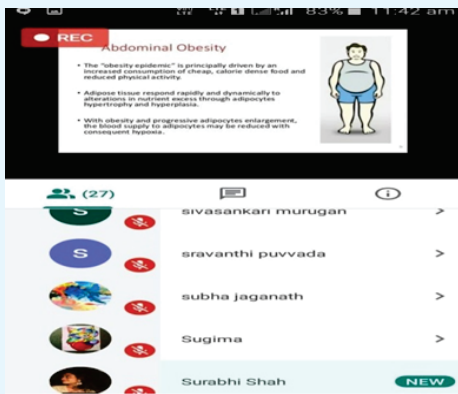 83% 11:42 am
REC
Abdominal Obesity
• The "obesity epidemic" is principally driven by an
increased consumption of cheap, calorie dense food and
reduced physical activity.
• Adipose tissue respond rapidly and dynamically to
alterations in nutrient excess through adipocytes
hypertrophy and hyperplasia.
• With obesity and progressive adipocytes enlargement,
the blood supply to adipocytes may be reduced with
consequent hypoxia.
(27)
S sivasankari murugan
S sravanthi puvvada
subha jaganath
Sugima
Surabhi Shah NEW